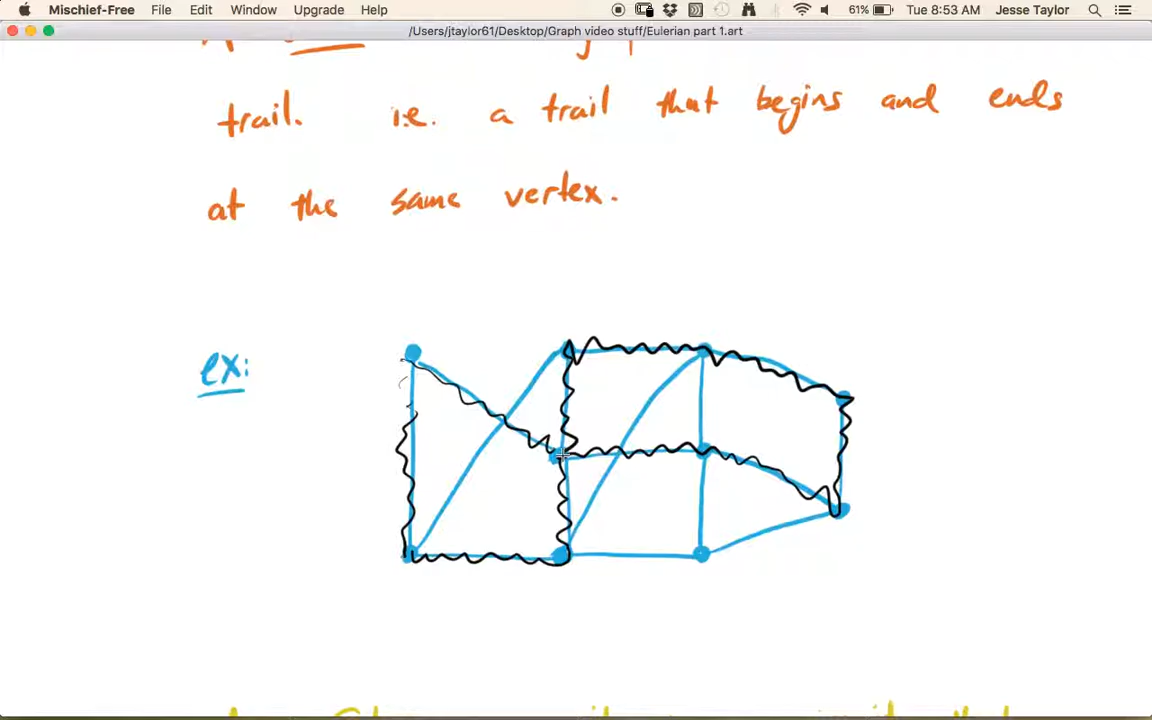 Mischief-Free File Edit Window Upgrade Help 61% Tue 8:53 AM Jesse Taylor
/Users/jtaylor61/Desktop/Graph video stuff/Eulerian part 1.art
trail. i.e. a trail that begins and ends
at the same vertex.
ex: